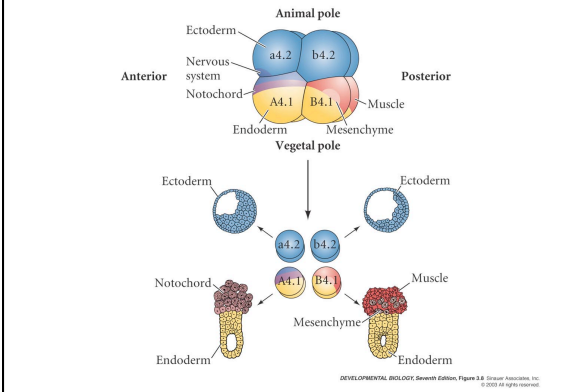 Animal pole
Ectoderm
a4.2 b4.2
Nervous
system
Anterior
Posterior
Notochord
A4.1 B4.1
Muscle
Endoderm
Mesenchyme
Vegetal pole
Ectoderm
Ectoderm
a4.2 b4.2
A4.1 B4.1
Notochord
Muscle
Mesenchyme
Endoderm
Endoderm
DEVELOPMENTAL BIOLOGY, Seventh Edition, Figure 3.8 Sinauer Associates, Inc.
© 2003 All rights reserved.